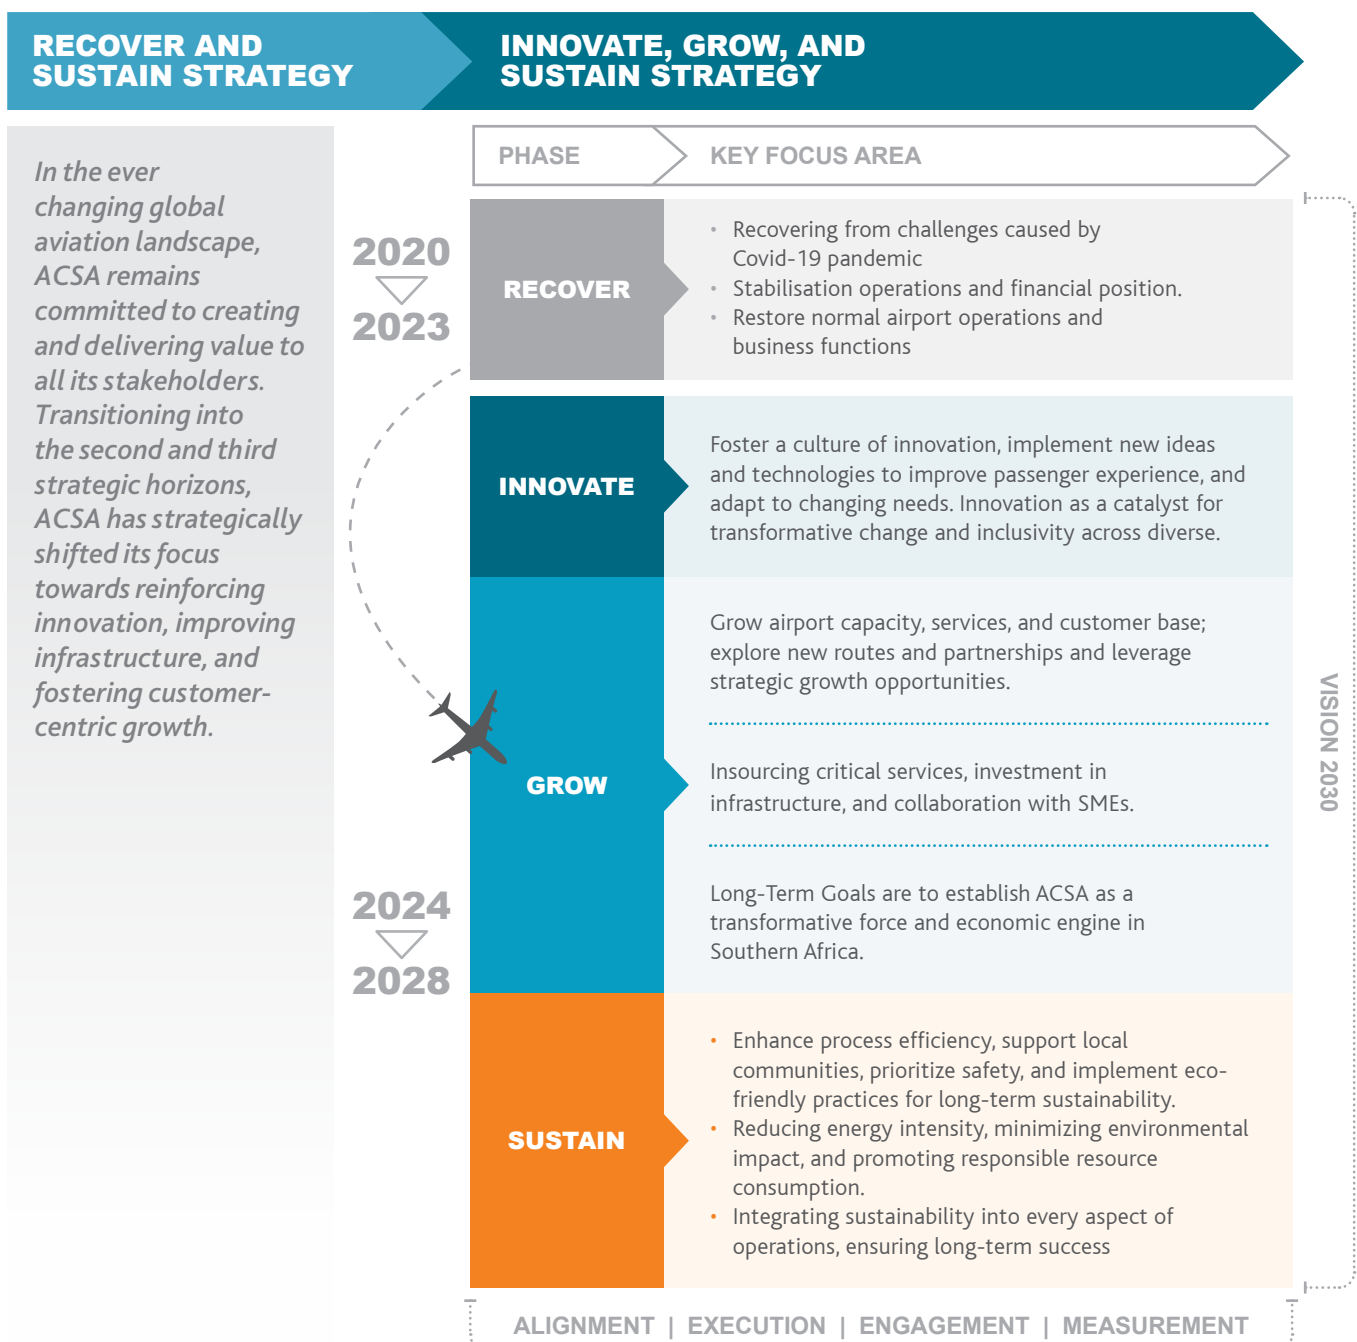 RECOVER AND
SUSTAIN STRATEGY
INNOVATE, GROW, AND
SUSTAIN STRATEGY
In the ever
changing global
aviation landscape,
ACSA remains
committed to creating
and delivering value to
all its stakeholders.
Transitioning into
the second and third
strategic horizons,
ACSA has strategically
shifted its focus
towards reinforcing
innovation, improving
infrastructure, and
fostering customer-
centric growth.
PHASE
KEY FOCUS AREA
2020
2023
RECOVER
• Recovering from challenges caused by
Covid-19 pandemic
• Stabilisation operations and financial position.
• Restore normal airport operations and
business functions
INNOVATE
Foster a culture of innovation, implement new ideas
and technologies to improve passenger experience, and
adapt to changing needs. Innovation as a catalyst for
transformative change and inclusivity across diverse.
2024
2028
GROW
Grow airport capacity, services, and customer base;
explore new routes and partnerships and leverage
strategic growth opportunities.
Insourcing critical services, investment in
infrastructure, and collaboration with SMEs.
Long-Term Goals are to establish ACSA as a
transformative force and economic engine in
Southern Africa.
SUSTAIN
• Enhance process efficiency, support local
communities, prioritize safety, and implement eco-
friendly practices for long-term sustainability.
• Reducing energy intensity, minimizing environmental
impact, and promoting responsible resource
consumption.
• Integrating sustainability into every aspect of
operations, ensuring long-term success
VISION 2030
ALIGNMENT | EXECUTION | ENGAGEMENT | MEASUREMENT